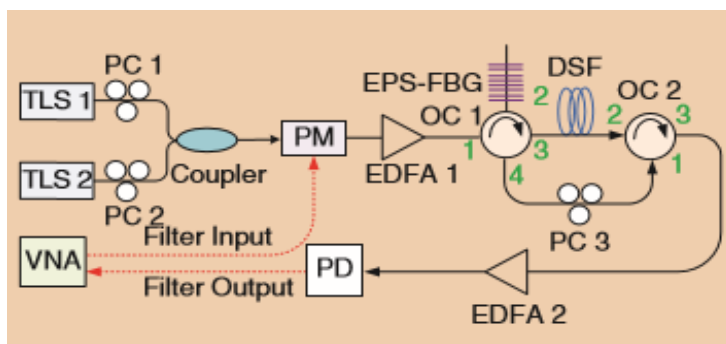 PC 1
TLS 1
TLS 2
PC 2
Coupler
PM
EDFA 1
EPS-FBG
OC 1
1
2
3
4
DSF
OC 2
2
3
1
PC 3
VNA
Filter Input
Filter Output
PD
EDFA 2